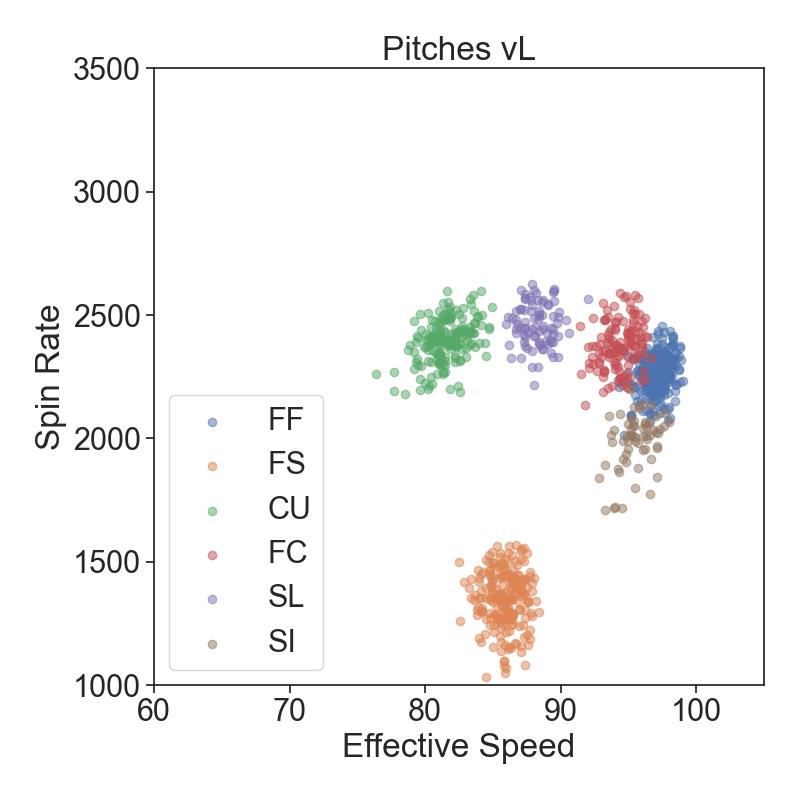 Pitches vL
3500
3000
2500
2000
1500
1000
Spin Rate
FF
FS
CU
FC
SL
SI
60 70 80 90 100
Effective Speed